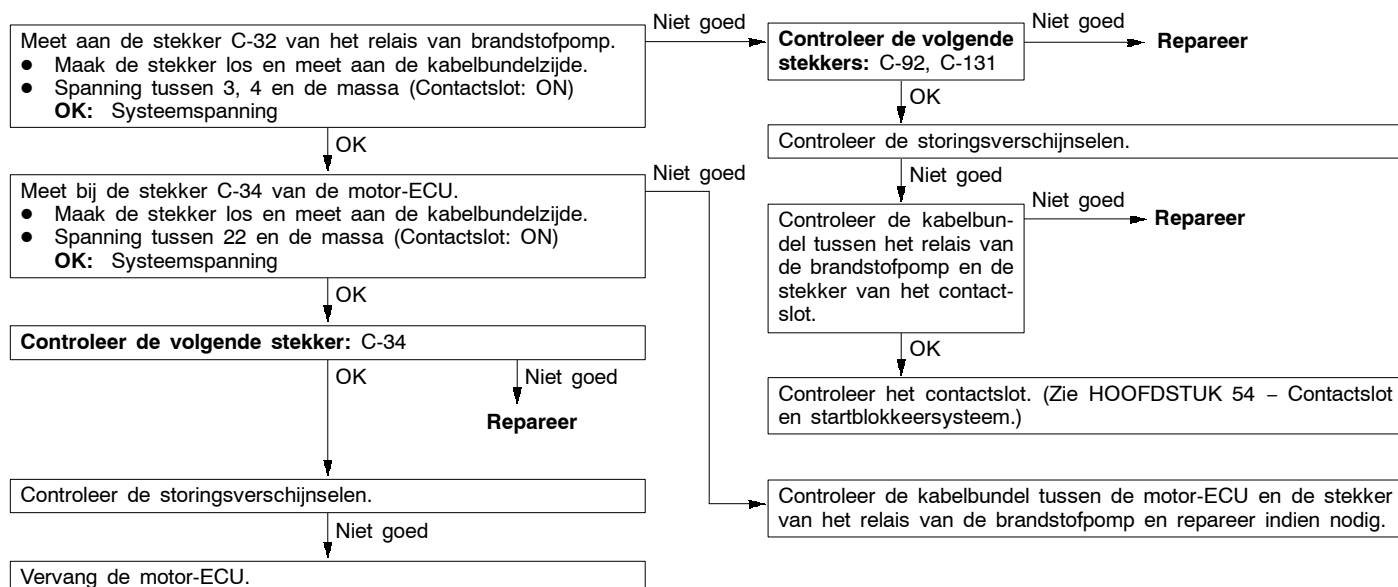 Meet aan de stekker C-32 van het relais van brandstofpomp.
● Maak de stekker los en meet aan de kabelbundelzijde.
● Spanning tussen 3, 4 en de massa (Contactslot: ON)
OK: Systeemspanning
Niet goed
OK
Meet bij de stekker C-34 van de motor-ECU.
● Maak de stekker los en meet aan de kabelbundelzijde.
● Spanning tussen 22 en de massa (Contactslot: ON)
OK: Systeemspanning
Niet goed
OK
Controleer de volgende stekker: C-34
OK
Niet goed
Repareer
Controleer de storingsverschijnselen.
Niet goed
Vervang de motor-ECU.
Controleer de volgende
stekkers: C-92, C-131
Niet goed
Repareer
OK
Controleer de storingsverschijnselen.
Niet goed
Controleer de kabelbun-
del tussen het relais van
de brandstofpomp en de
stekker van het contact-
slot.
Niet goed
Repareer
OK
Controleer het contactslot. (Zie HOOFDSTUK 54 – Contactslot
en startblokkeersysteem.)
Controleer de kabelbundel tussen de motor-ECU en de stekker
van het relais van de brandstofpomp en repareer indien nodig.